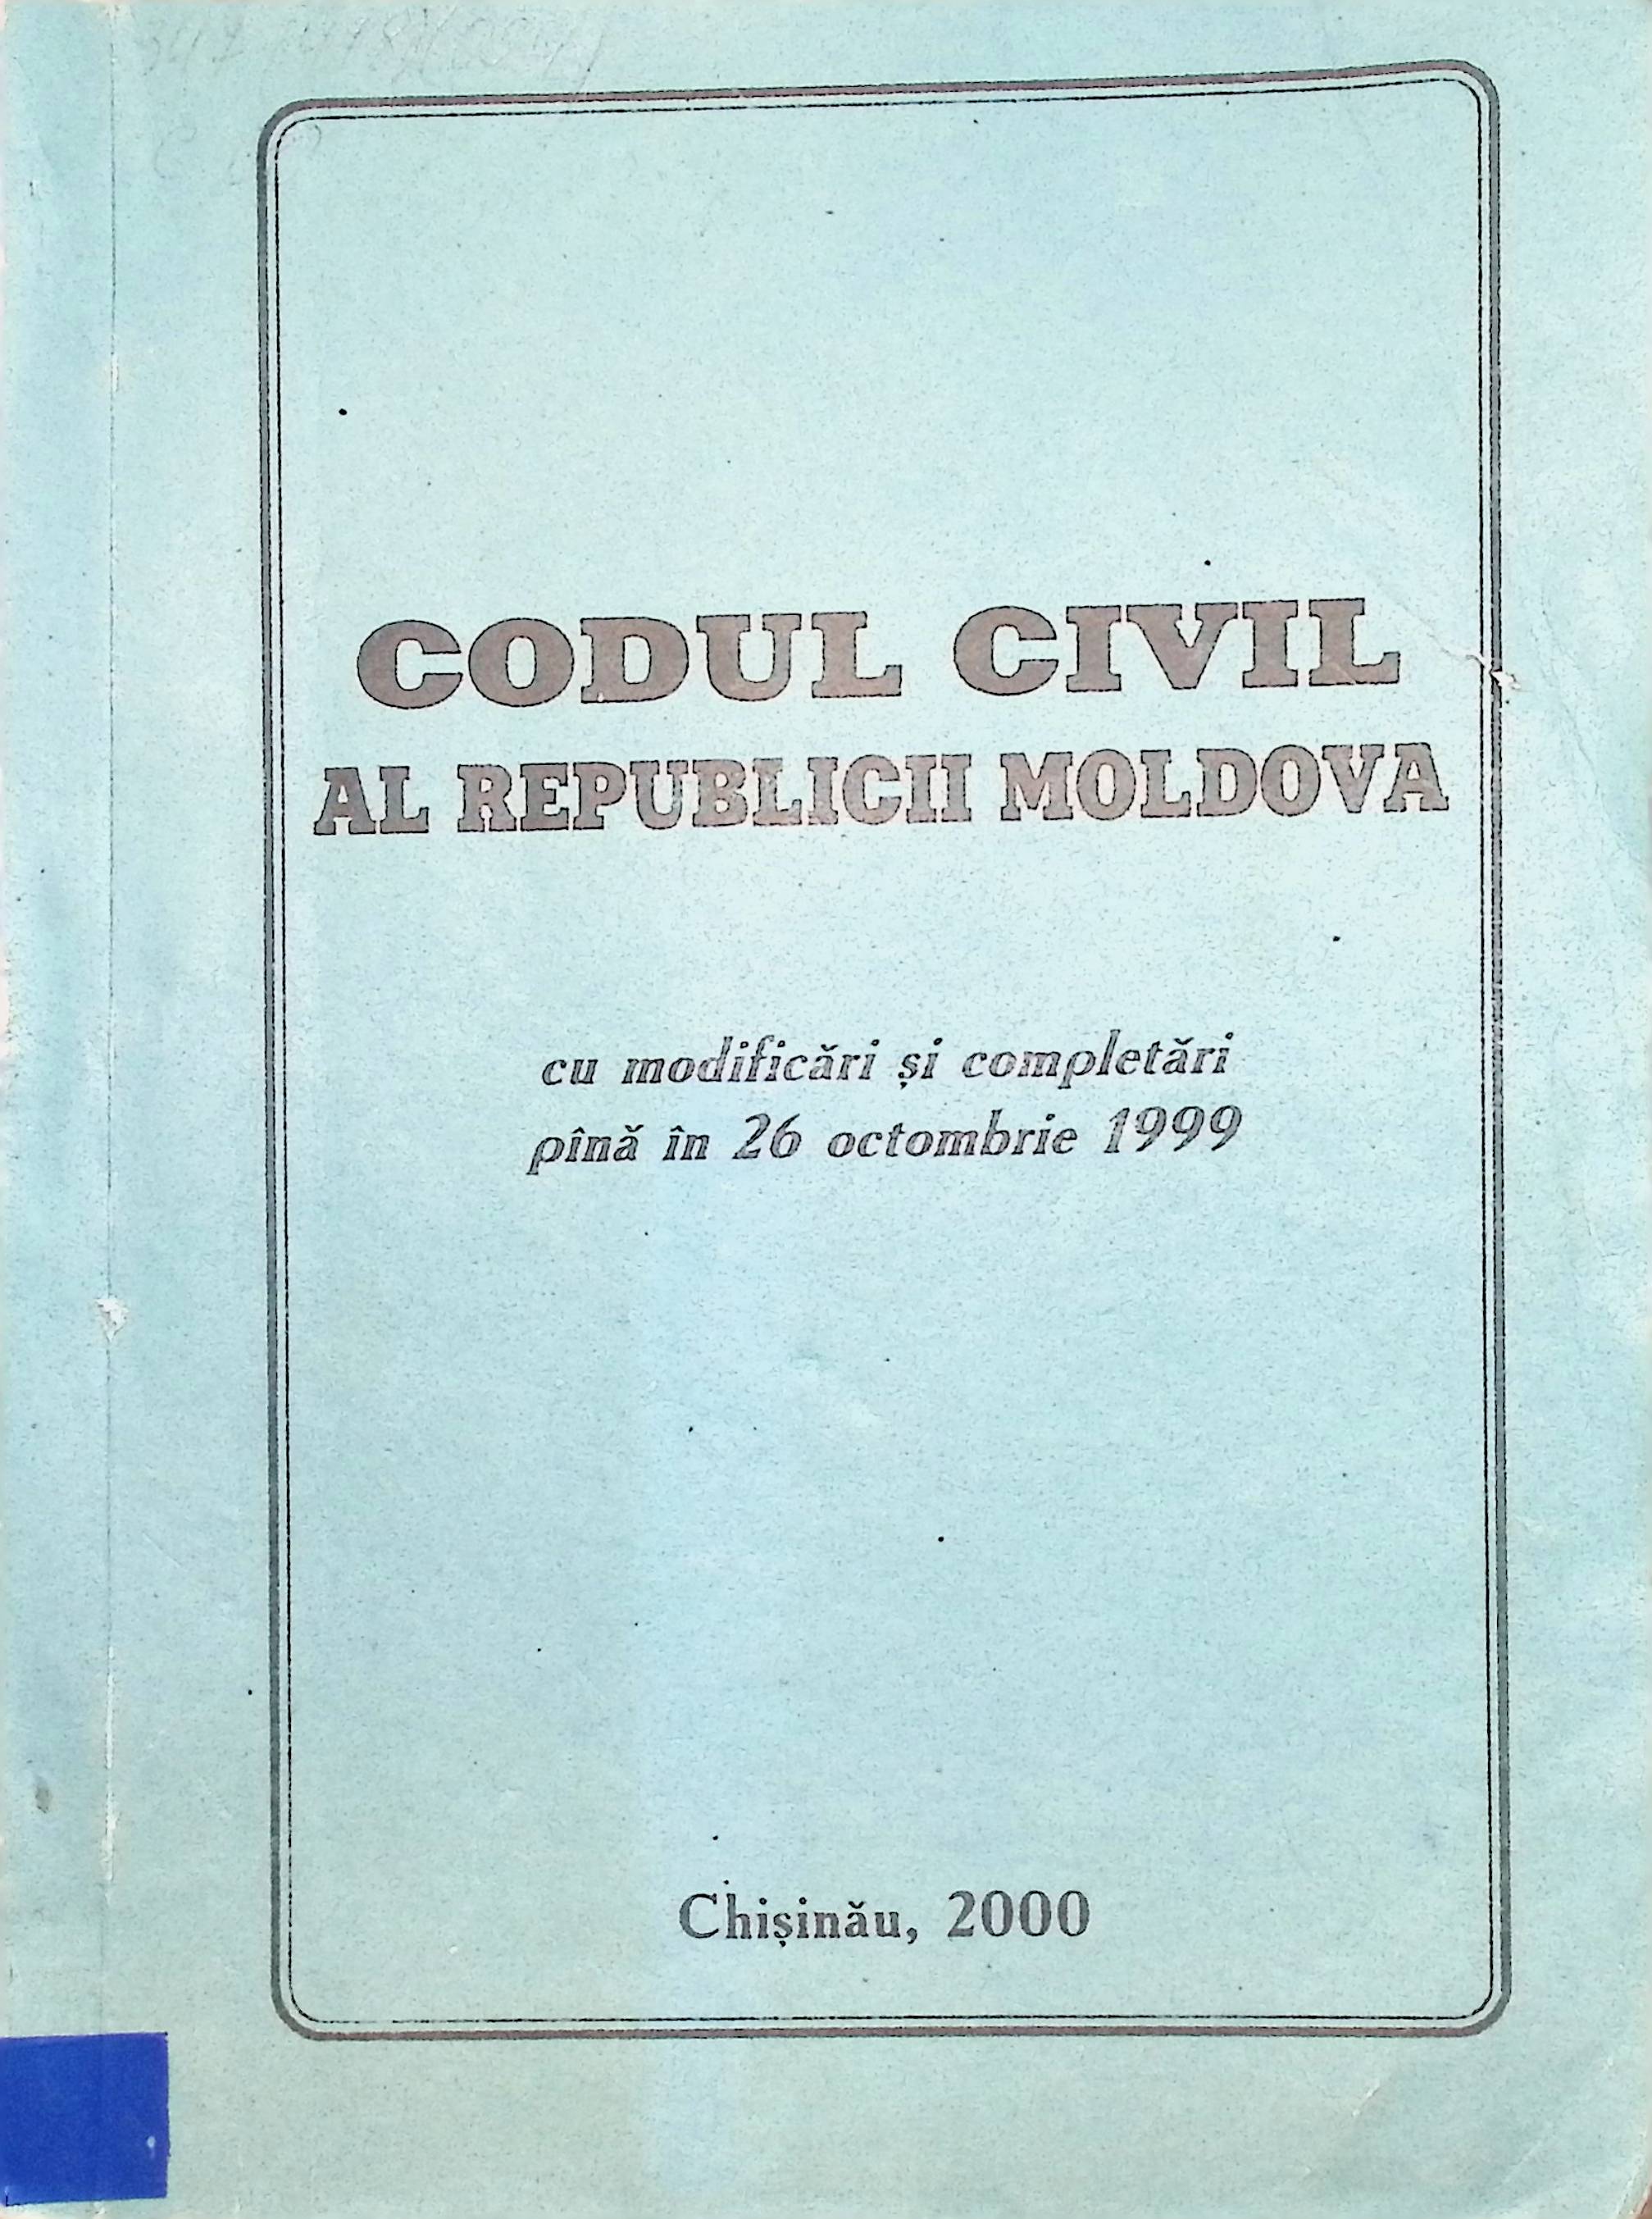 CODUL CIVIL
AL REPUBLICII MOLDOVA
cu modificări și completări
pînă în 26 octombrie 1999
Chișinău, 2000